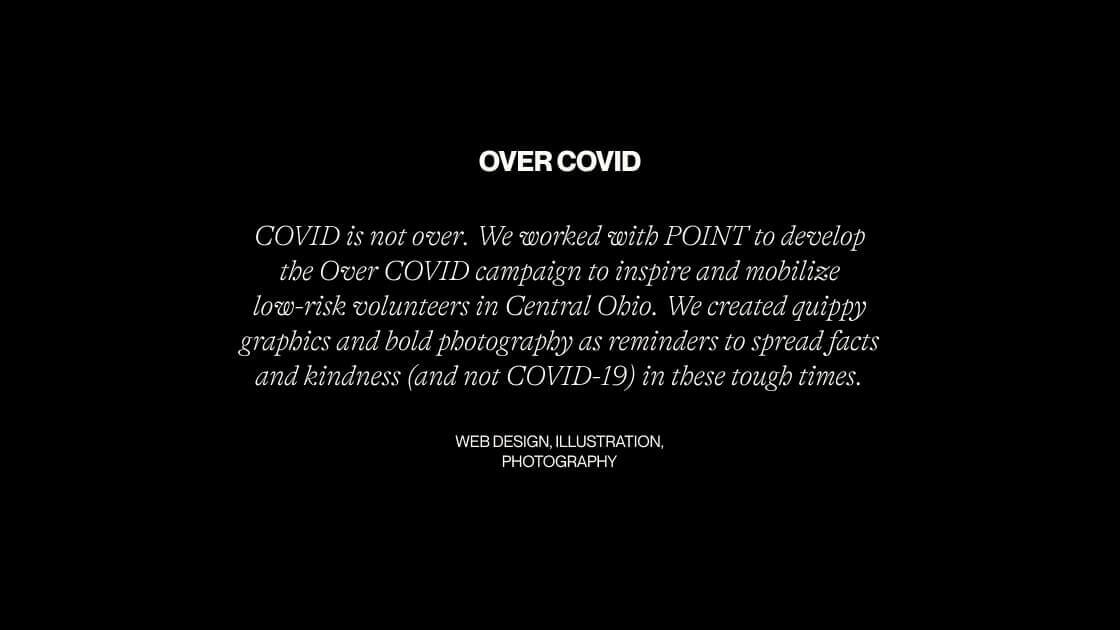 OVER COVID
COVID is not over. We worked with POINT to develop
the Over COVID campaign to inspire and mobilize
low-risk volunteers in Central Ohio. We created quippy
graphics and bold photography as reminders to spread facts
and kindness (and not COVID-19) in these tough times.
WEB DESIGN, ILLUSTRATION,
PHOTOGRAPHY